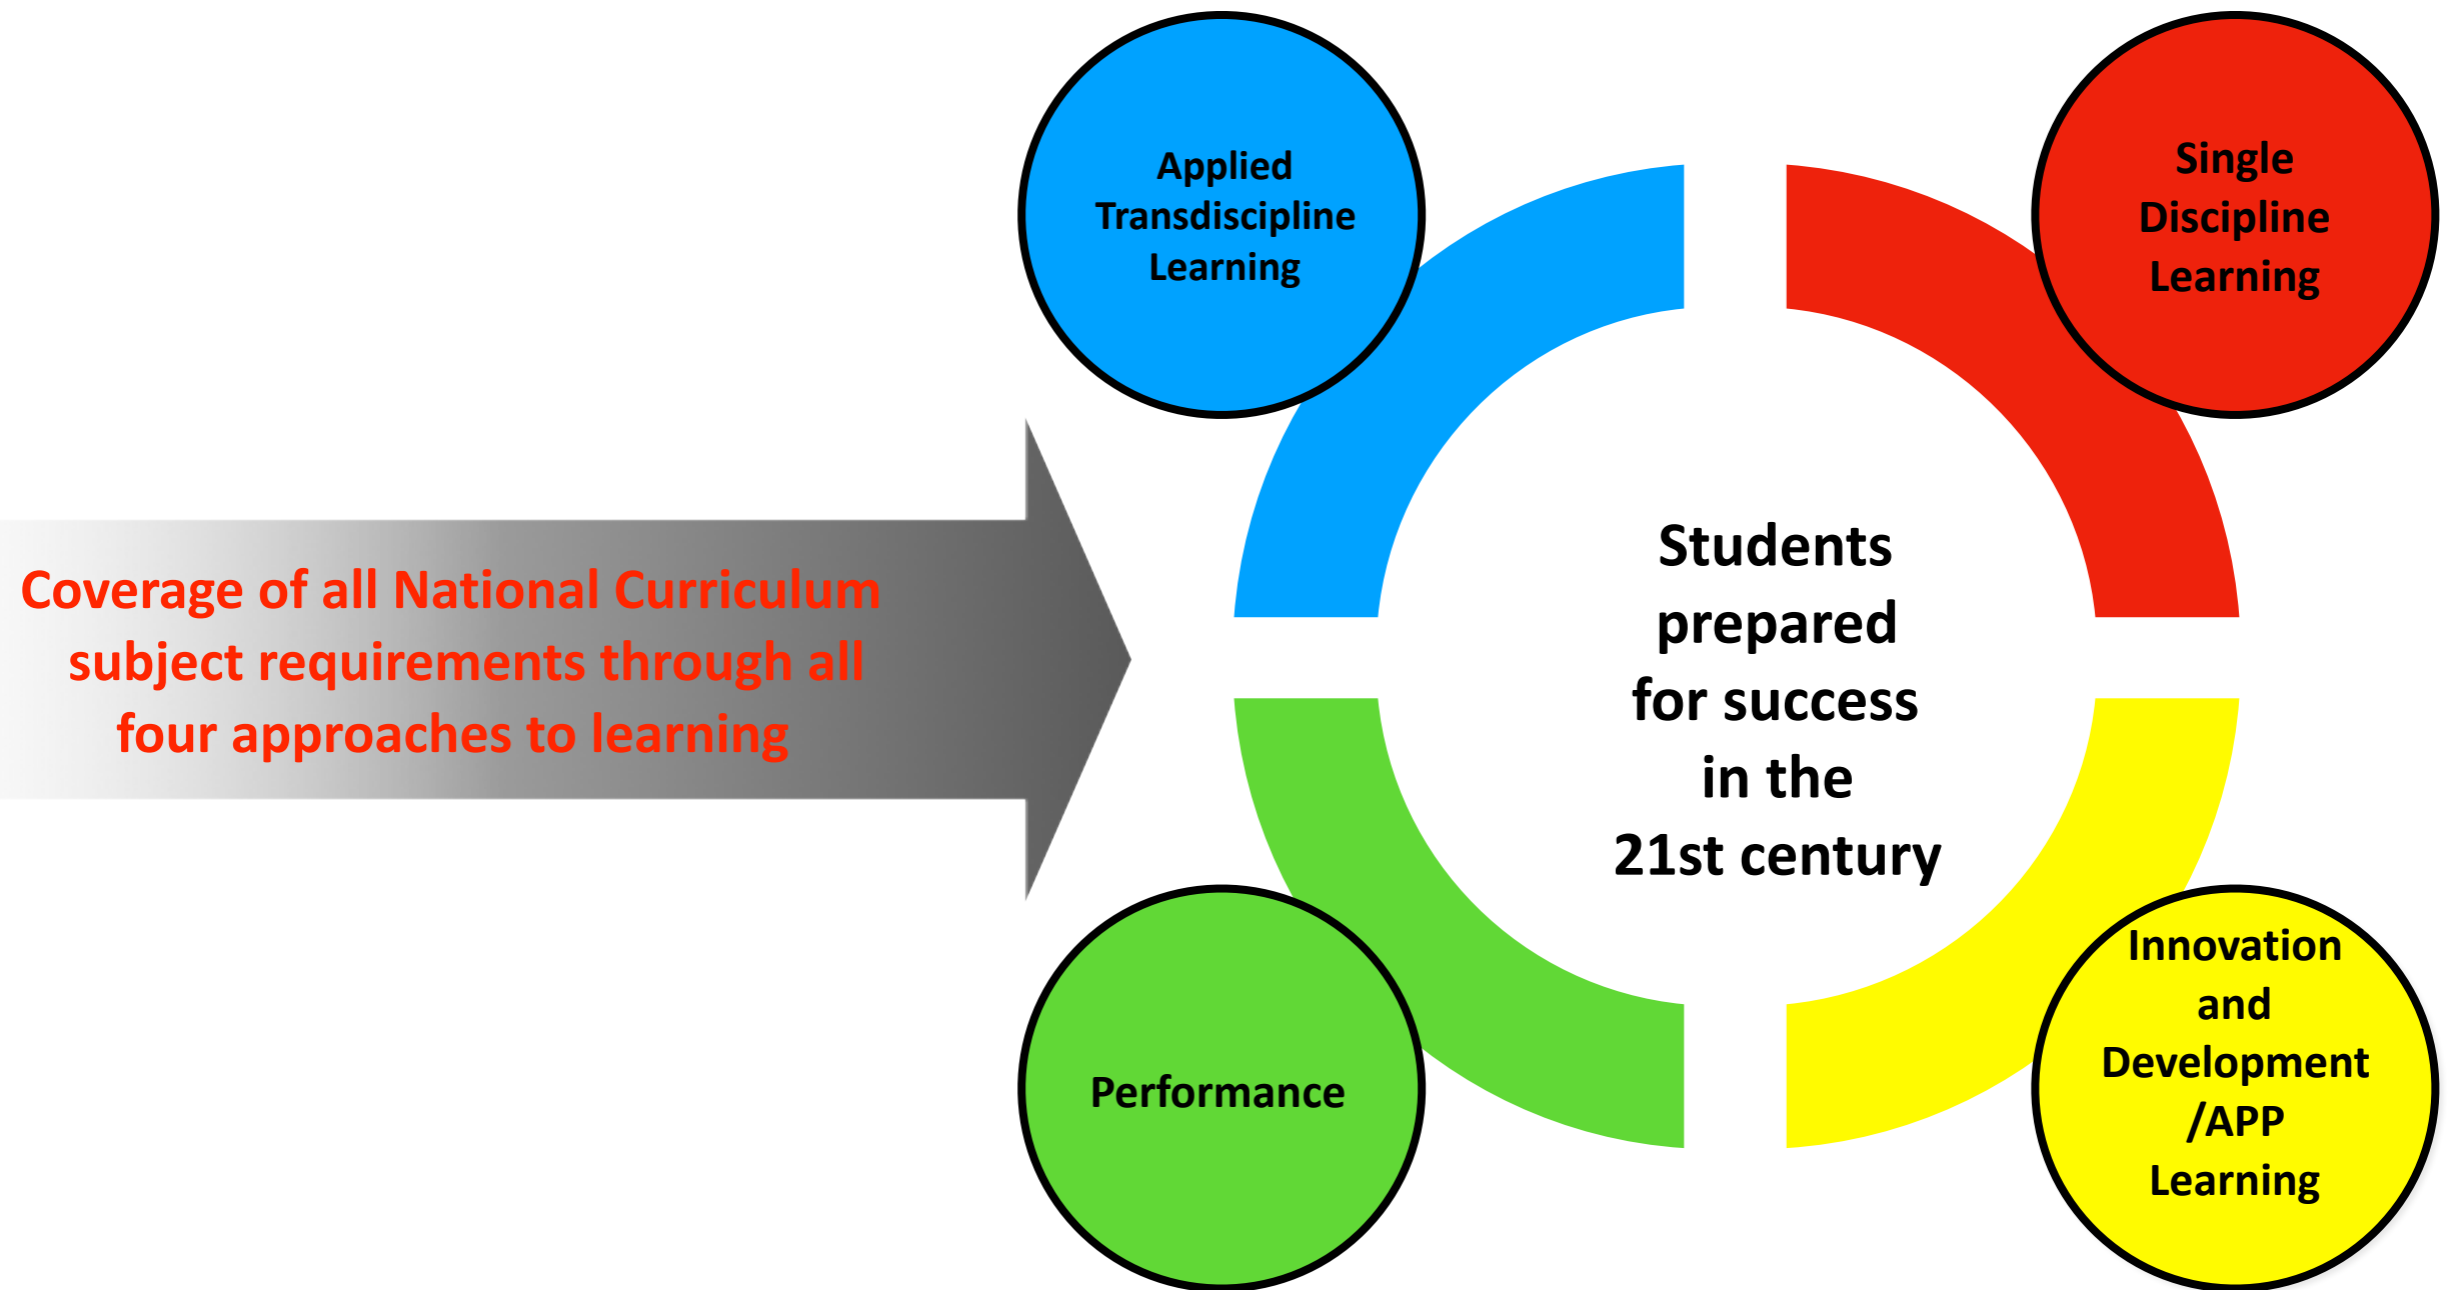 Applied
Transdiscipline
Learning
Single
Discipline
Learning
Coverage of all National Curriculum
subject requirements through all
four approaches to learning
Students
prepared
for success
in the
21st century
Performance
Innovation
and
Development
/APP
Learning